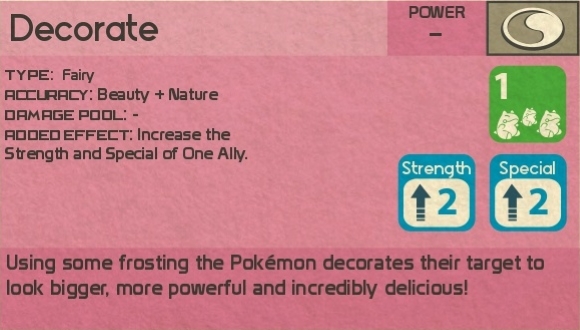 Decorate
POWER
–
TYPE: Fairy
ACCURACY: Beauty + Nature
DAMAGE POOL: -
ADDED EFFECT: Increase the
Strength and Special of One Ally.
1
Strength
2
Special
2
Using some frosting the Pokémon decorates their target to
look bigger, more powerful and incredibly delicious!